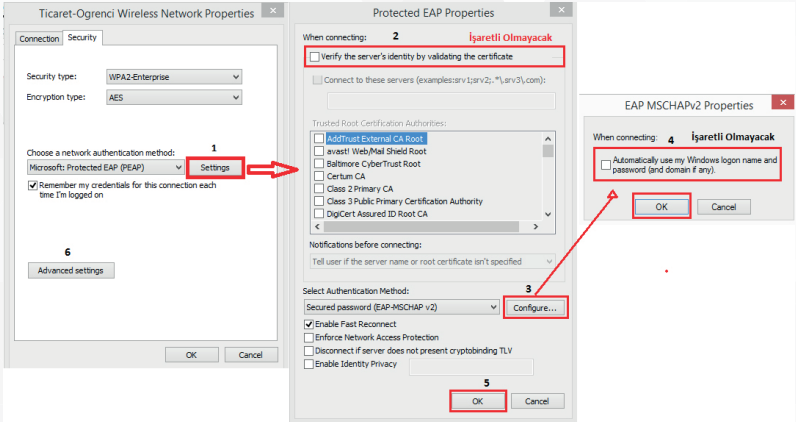 Ticaret-Ogrenci Wireless Network Properties
Connection
Security
Security type:
WPA2-Enterprise
Encryption type:
AES
Choose a network authentication method:
1
Microsoft: Protected EAP (PEAP)
Settings
Remember my credentials for this connection each
time I'm logged on
6
Advanced settings
OK
Cancel
Protected EAP Properties
When connecting:
2
İşaretli Olmayacak
Verify the server's identity by validating the certificate
Connect to these servers (examples:srv1;srv2;.*\.srv3\.com):
Trusted Root Certification Authorities:
AddTrust External CA Root
avast! Web/Mail Shield Root
Baltimore CyberTrust Root
Certum CA
Class 2 Primary CA
Class 3 Public Primary Certification Authority
DigiCert Assured ID Root CA
Notifications before connecting:
Tell user if the server name or root certificate isn't specified
Select Authentication Method:
3
Secured password (EAP-MSCHAP v2)
Configure...
Enable Fast Reconnect
Enforce Network Access Protection
Disconnect if server does not present cryptobinding TLV
Enable Identity Privacy
5
OK
Cancel
EAP MSCHAPv2 Properties
When connecting:
4
İşaretli Olmayacak
Automatically use my Windows logon name and
password (and domain if any).
OK
Cancel